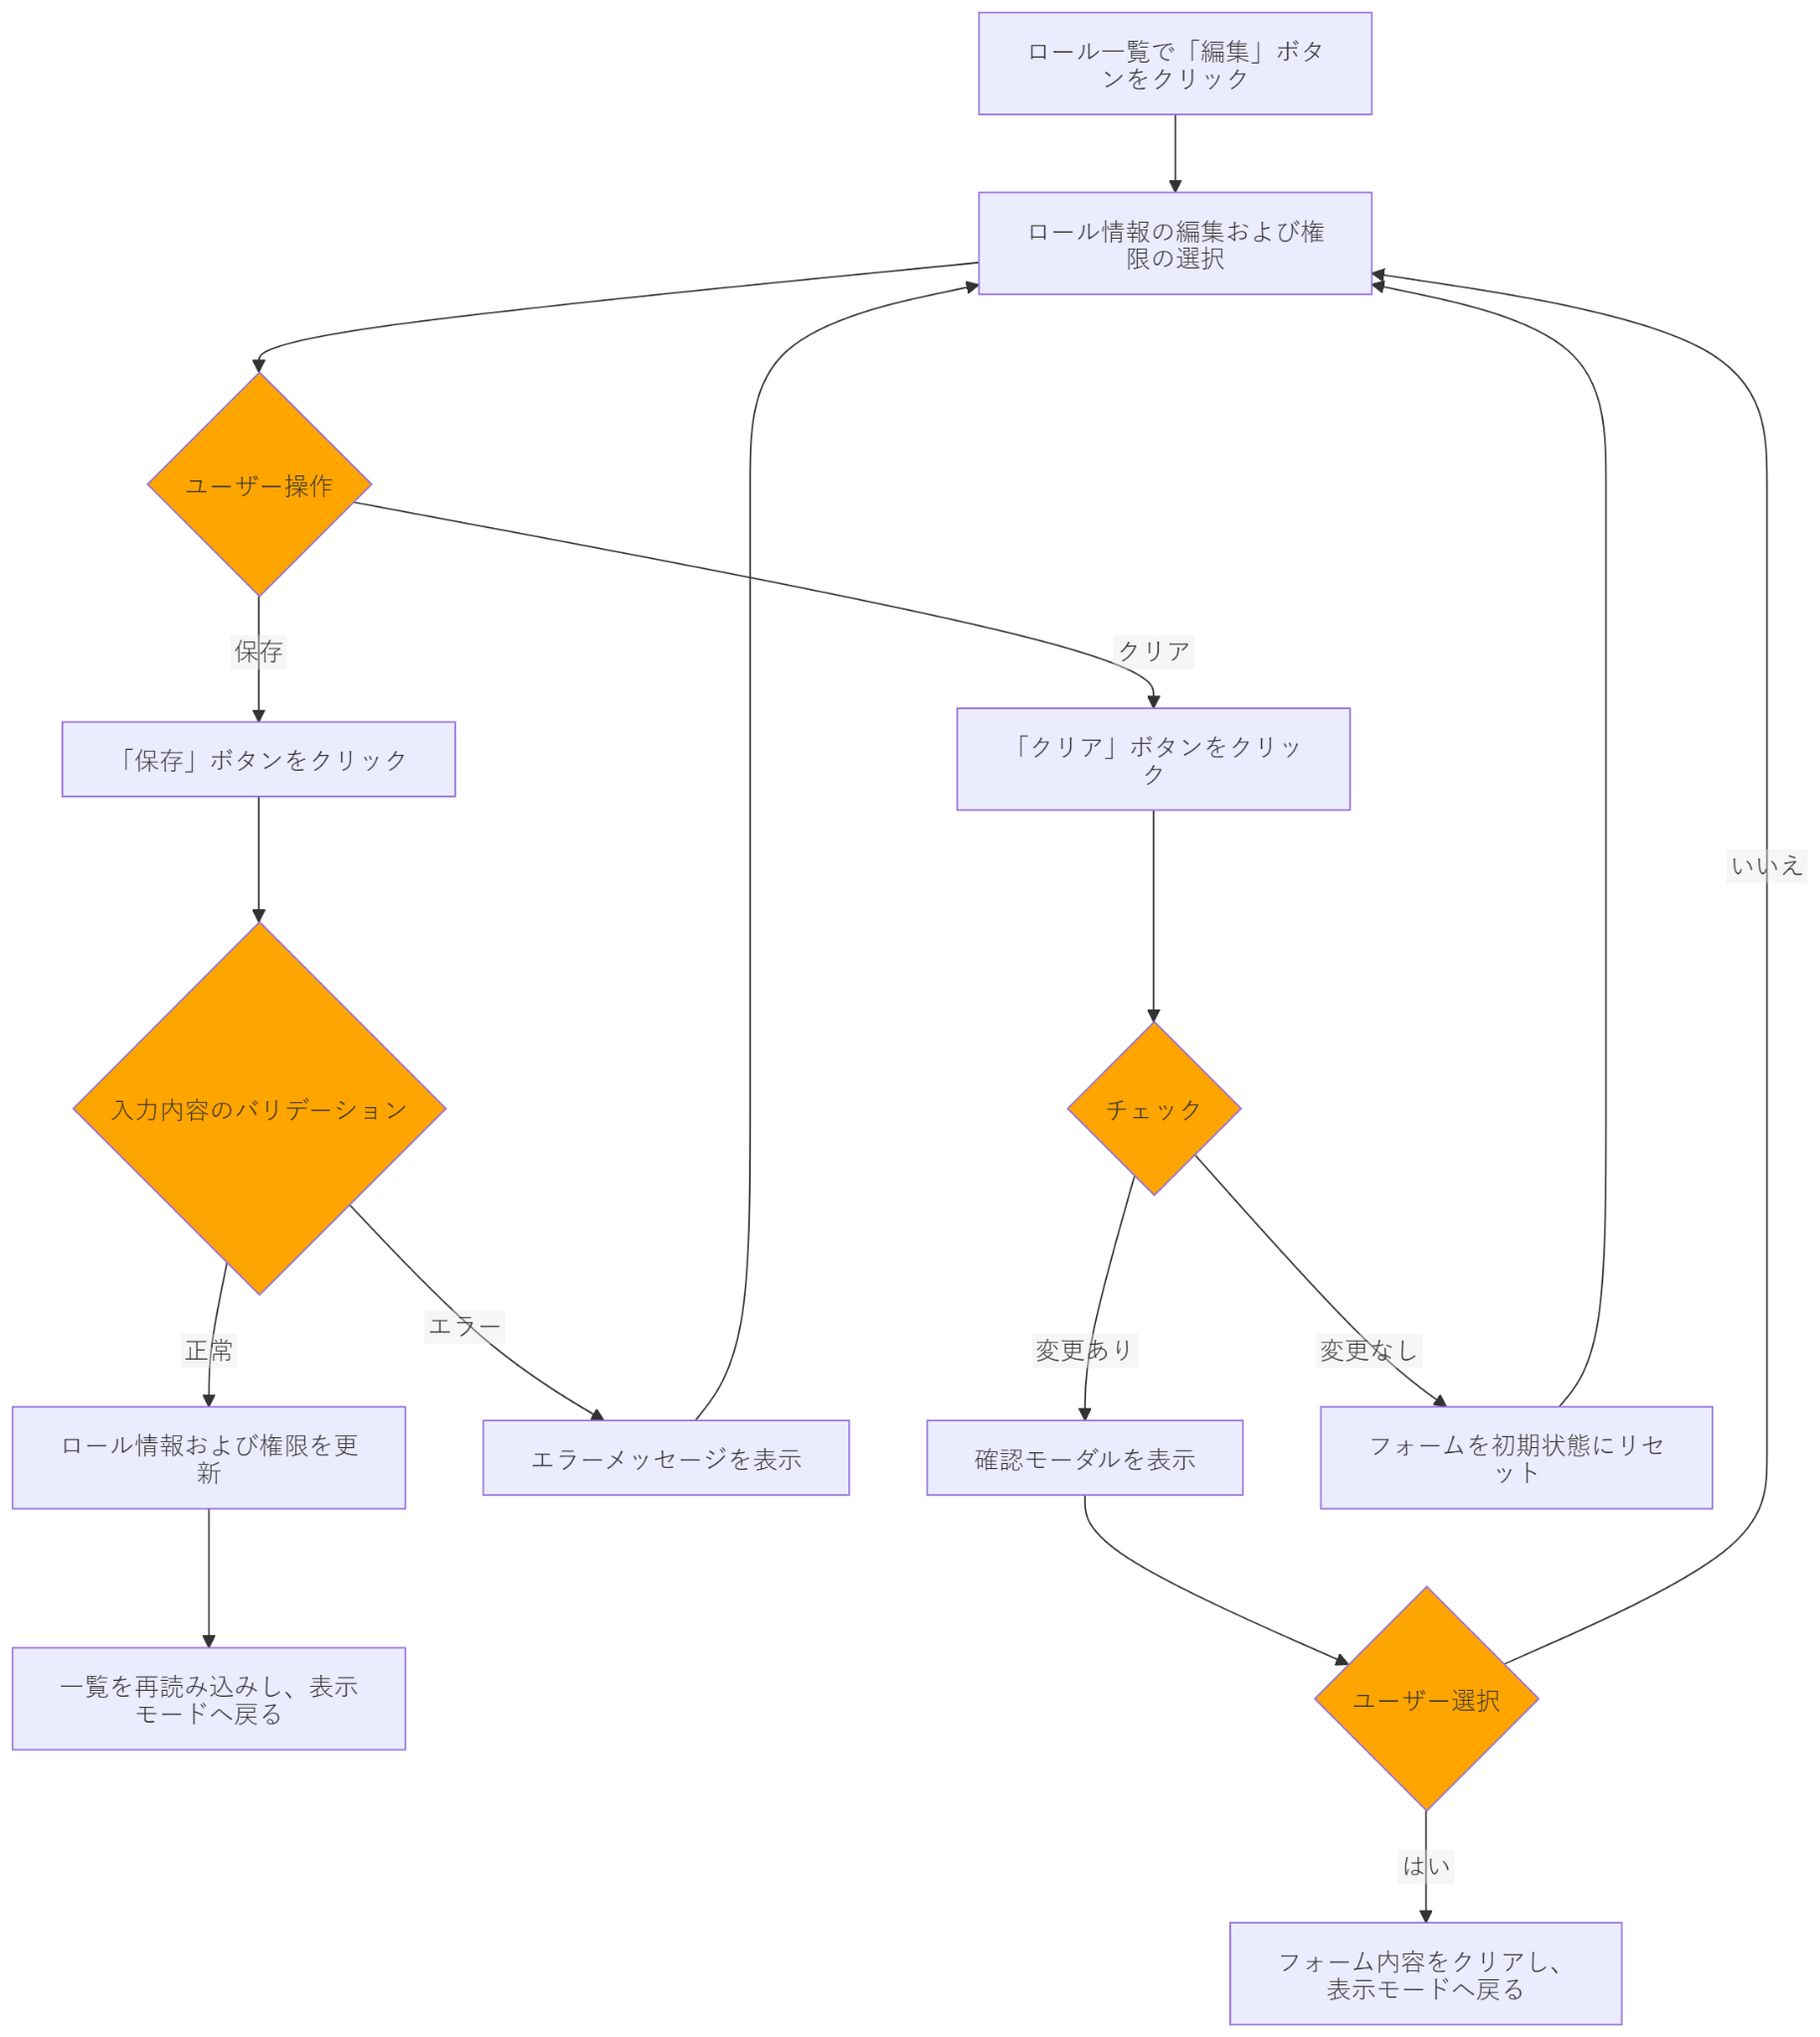 ロール一覧で「編集」ボタ
ンをクリック
ロール情報の編集および権
限の選択
ユーザー操作
保存
クリア
「保存」ボタンをクリック
「クリア」ボタンをクリッ
ク
いいえ
入力内容のバリデーション
チェック
エラー
正常
変更あり
変更なし
ロール情報および権限を更
新
エラーメッセージを表示
確認モーダルを表示
フォームを初期状態にリセ
ット
一覧を再読み込みし、表示
モードへ戻る
ユーザー選択
はい
フォーム内容をクリアし、
表示モードへ戻る